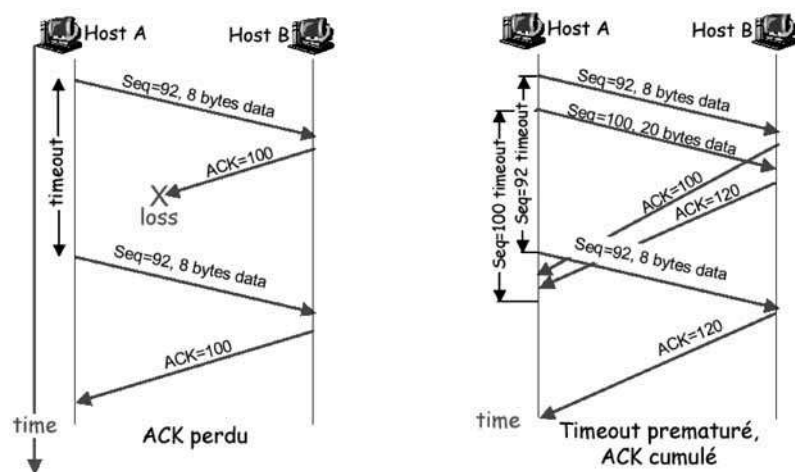 Host A
Host B
Seq=92, 8 bytes data
timeout
ACK=100
X
loss
Seq=92, 8 bytes data
ACK=100
time
ACK perdu
Host A
Host B
Seq=92, 8 bytes data
Seq=100, 20 bytes data
Seq=100 timeout
Seq=92 timeout
ACK=100
ACK=120
Seq=92, 8 bytes data
ACK=120
time
Timeout prematuré,
ACK cumulé